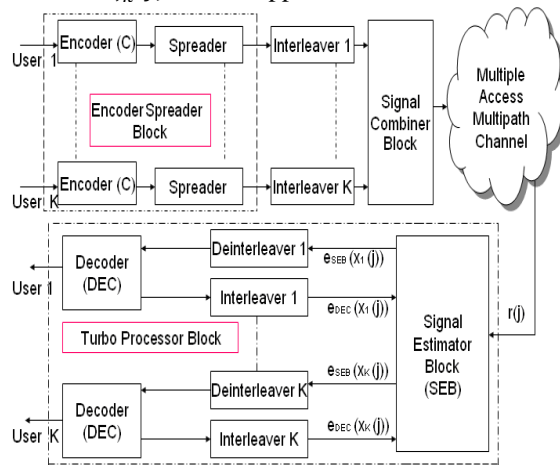 Encoder (C)
Spreader
Interleaver 1
User 1
Encoder Spreader
Block
Signal
Combiner
Block
Multiple
Access
Multipath
Channel
Encoder (C)
Spreader
Interleaver K
User K
Decoder
(DEC)
Deinterleaver 1
eSEB (x1(j))
User 1
Interleaver 1
eDEC (x1(j))
r(j)
Turbo Processor Block
Signal
Estimator
Block
(SEB)
Decoder
(DEC)
Deinterleaver K
eSEB (xK(j))
User K
Interleaver K
eDEC (xK(j))